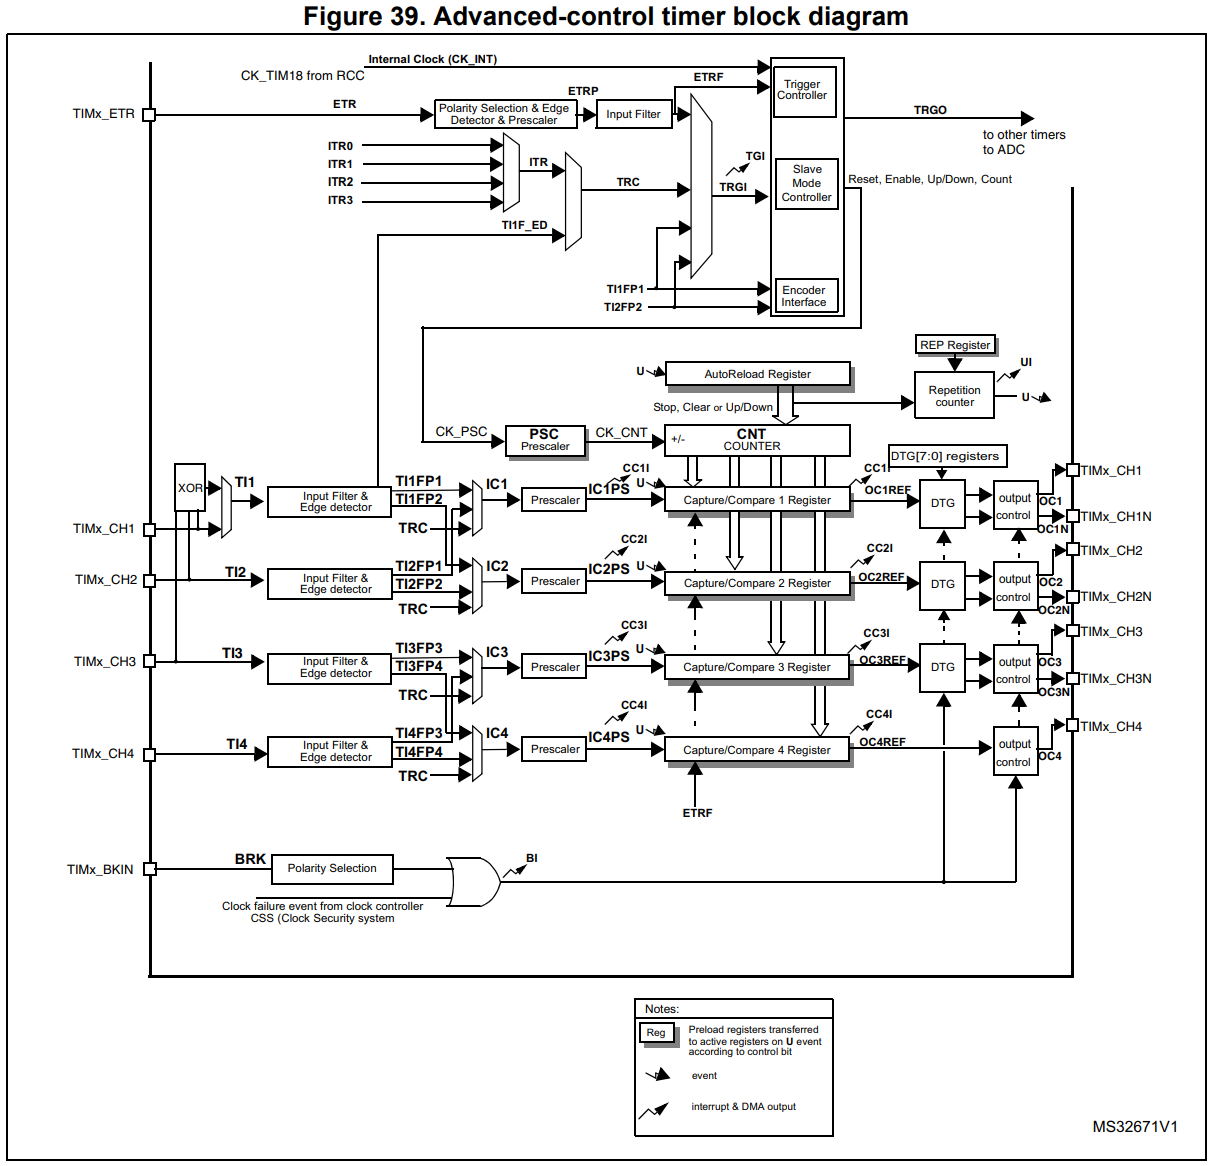 Figure 39. Advanced-control timer block diagram
Internal Clock (CK_INT)
CK_TIM18 from RCC
ETRF
Trigger
Controller
ETRP
TIMx_ETR
ETR
Polarity Selection & Edge
Detector & Prescaler
Input Filter
TRGO
to other timers
to ADC
ITR0
ITR1
ITR2
ITR3
ITR
TGI
TRC
TRGI
Slave
Mode
Controller
Reset, Enable, Up/Down, Count
TI1F_ED
TI1FP1
TI2FP2
Encoder
Interface
REP Register
UI
U
AutoReload Register
Repetition
counter
U
Stop, Clear or Up/Down
CK_PSC
PSC
Prescaler
CK_CNT
+/-
CNT
COUNTER
DTG[7:0] registers
XOR
TI1
Input Filter &
Edge detector
TI1FP1
TI1FP2
TRC
IC1
Prescaler
IC1PS
CC1I
U
Capture/Compare 1 Register
CC1I
OC1REF
DTG
output
control
OC1
OC1N
TIMx_CH1
TIMx_CH1N
TIMx_CH1
TIMx_CH2
TI2
Input Filter &
Edge detector
TI2FP1
TI2FP2
TRC
IC2
Prescaler
IC2PS
CC2I
U
Capture/Compare 2 Register
CC2I
OC2REF
DTG
output
control
OC2
OC2N
TIMx_CH2
TIMx_CH2N
TIMx_CH3
TI3
Input Filter &
Edge detector
TI3FP3
TI3FP4
TRC
IC3
Prescaler
IC3PS
CC3I
U
Capture/Compare 3 Register
CC3I
OC3REF
DTG
output
control
OC3
OC3N
TIMx_CH3
TIMx_CH3N
TIMx_CH4
TI4
Input Filter &
Edge detector
TI4FP3
TI4FP4
TRC
IC4
Prescaler
IC4PS
CC4I
U
Capture/Compare 4 Register
CC4I
OC4REF
output
control
OC4
TIMx_CH4
ETRF
TIMx_BKIN
BRK
Polarity Selection
BI
Clock failure event from clock controller
CSS (Clock Security system
Notes:
Reg
Preload registers transferred
to active registers on U event
according to control bit
event
interrupt & DMA output
MS32671V1